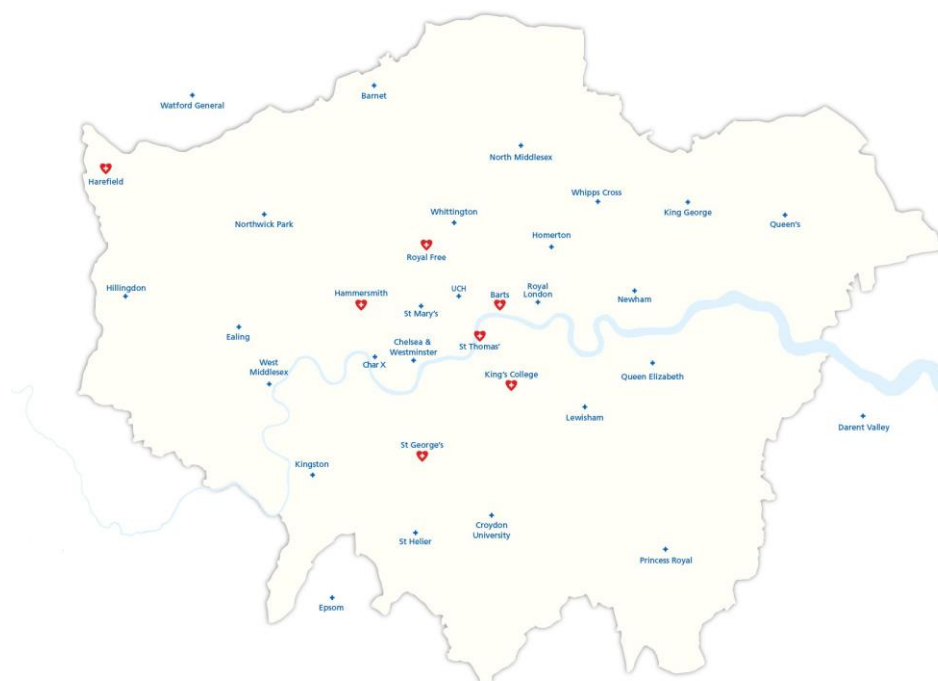 Barnet
Watford General
North Middlesex
Harefield
Whipps Cross
King George
Whittington
Northwick Park
Queen's
Homerton
Royal Free
Hillingdon
Hammersmith
UCH
Barts
Royal
London
Newham
St Mary's
Ealing
Chelsea &
Westminster
St Thomas'
West
Middlesex
Char X
King's College
Queen Elizabeth
Lewisham
Darent Valley
St George's
Kingston
Croydon
University
St Helier
Princess Royal
Epsom